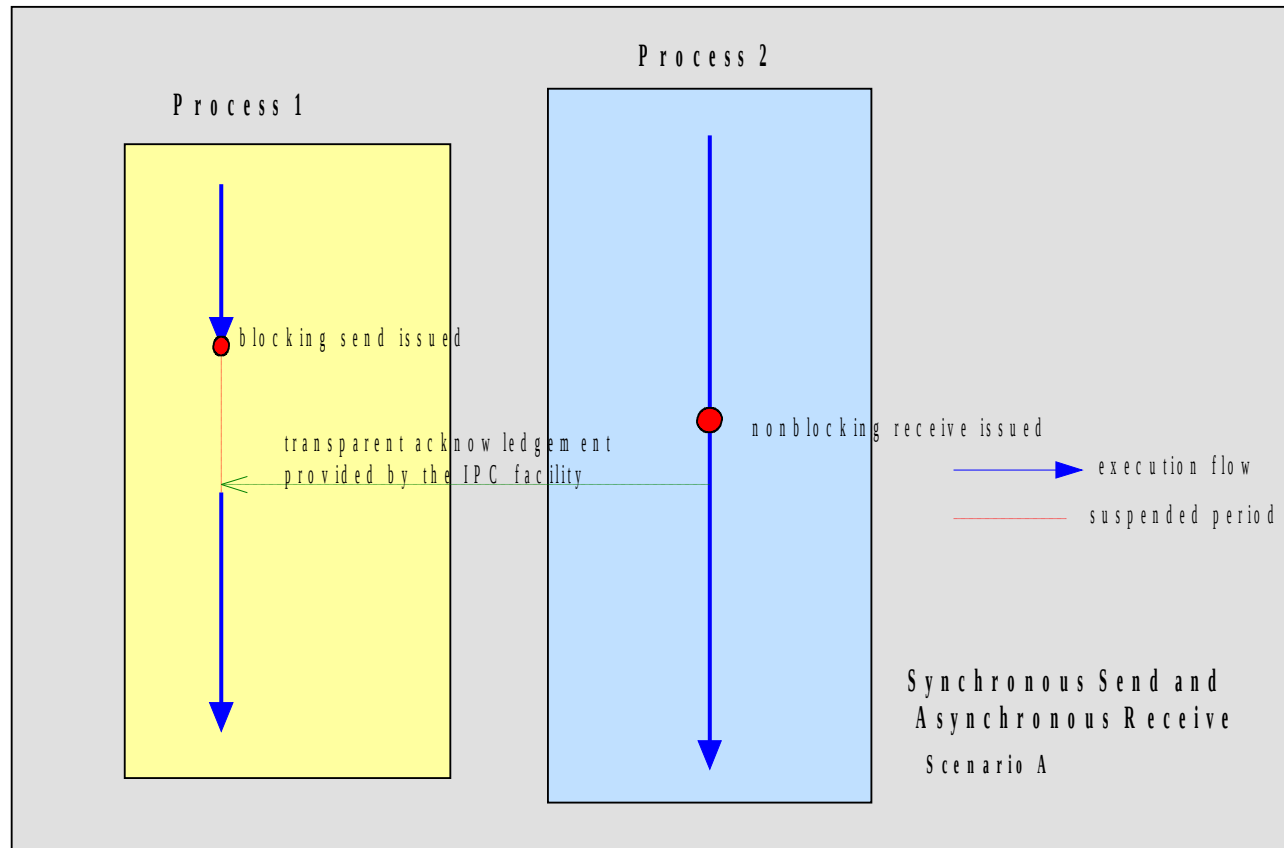 Process 2
Process 1
blocking send issued
nonblocking receive issued
transparent acknowledgement
provided by the IPC facility
execution flow
suspended period
Synchronous Send and
Asynchronous Receive
Scenario A